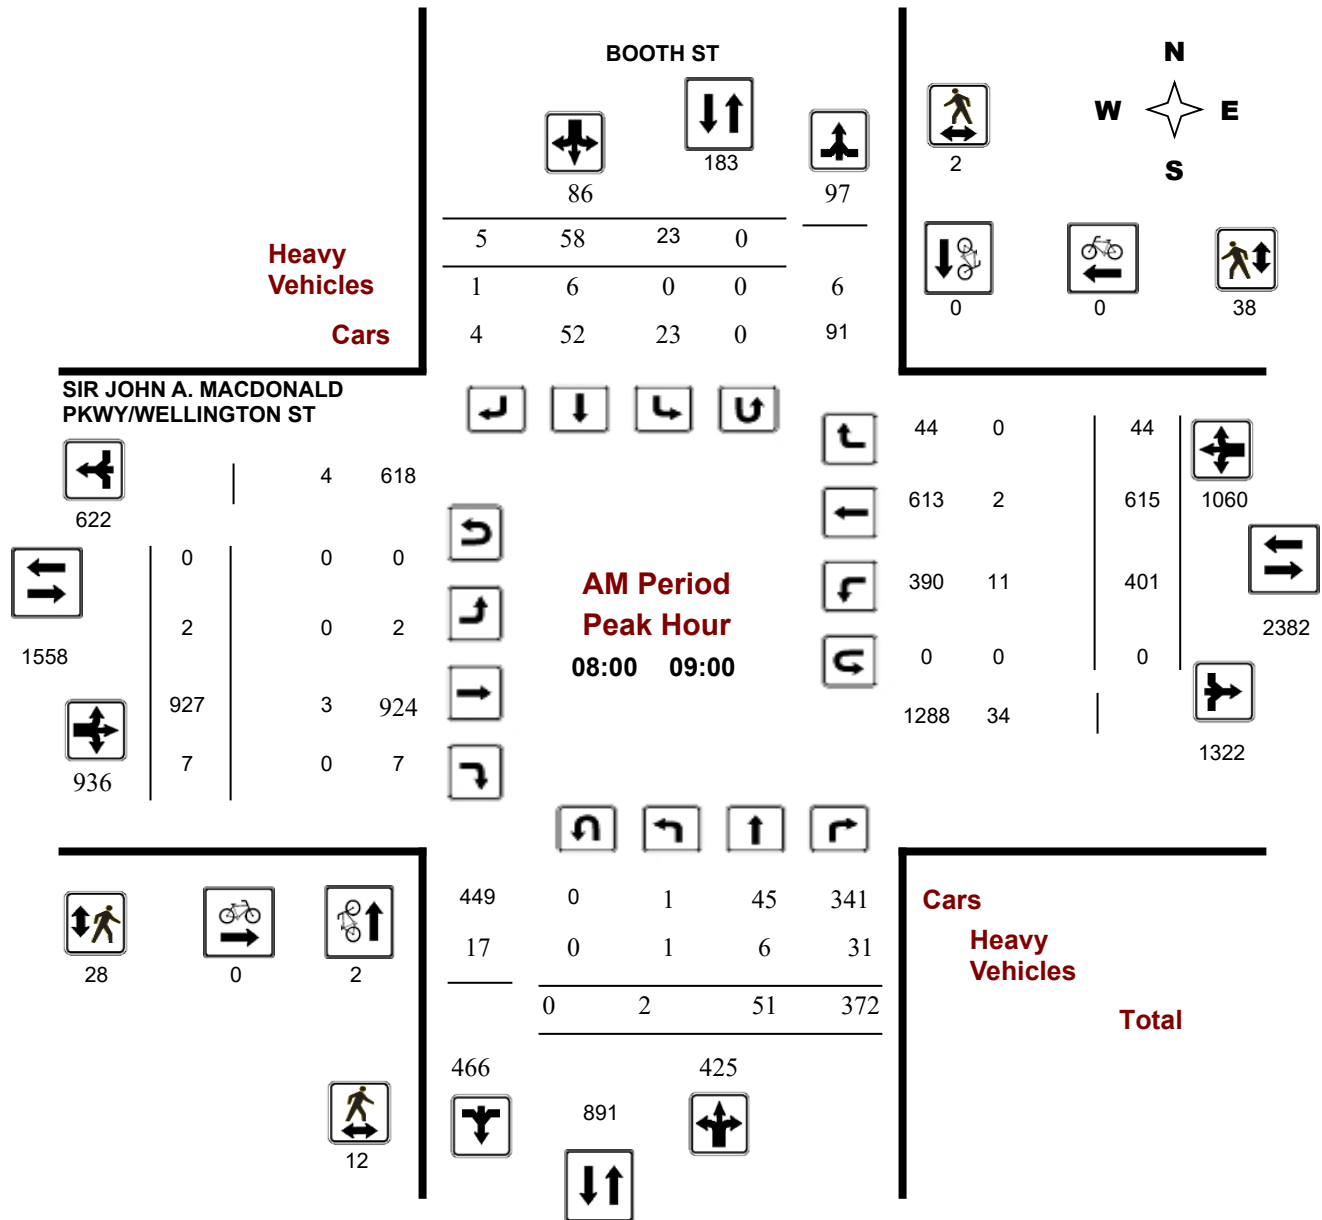 BOOTH ST
N
W E
S
183
2
86
97
5 58 23 0
Heavy
Vehicles
1 6 0 0 6
0 0 38
Cars
4 52 23 0 91
SIR JOHN A. MACDONALD
PKWY/WELLINGTON ST
44 0 44
4 618
613 2 615 1060
622
0 0 0
AM Period
390 11 401
2 0 2
Peak Hour
2382
1558
08:00 09:00
0 0 0
927 3 924
1288 34
1322
936
7 0 7
449 0 1 45 341
Cars
17 0 1 6 31
Heavy
Vehicles
28 0 2
0 2 51 372
Total
466 425
891
12